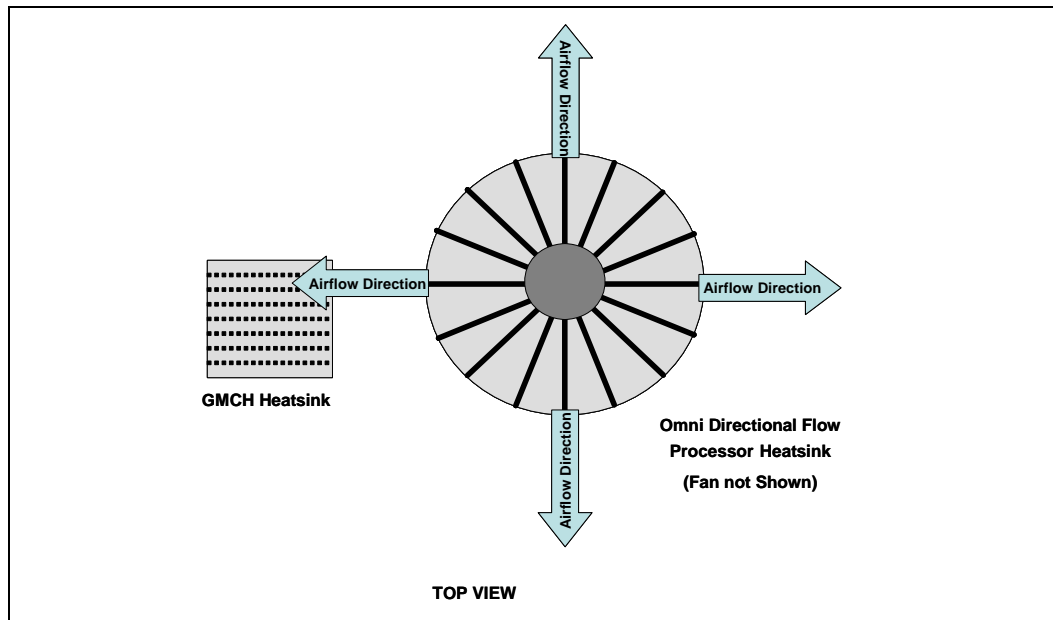 Airflow Direction
Airflow Direction
Airflow Direction
GMCH Heatsink
Airflow Direction
Omni Directional Flow
Processor Heatsink
(Fan not Shown)
TOP VIEW